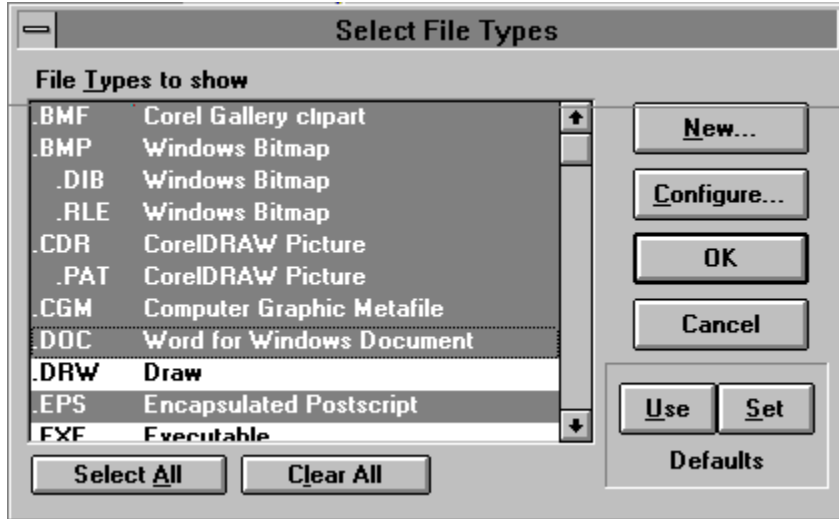 Select File Types
File Types to show
.BMF Corel Gallery clipart
.BMP Windows Bitmap
.DIB Windows Bitmap
.RLE Windows Bitmap
.CDR CorelDRAW Picture
.PAT CorelDRAW Picture
.CGM Computer Graphic Metafile
.DOC Word for Windows Document
.DRW Draw
.EPS Encapsulated Postscript
.EXE Executable
New...
Configure...
OK
Cancel
Use Set
Defaults
Select All Clear All